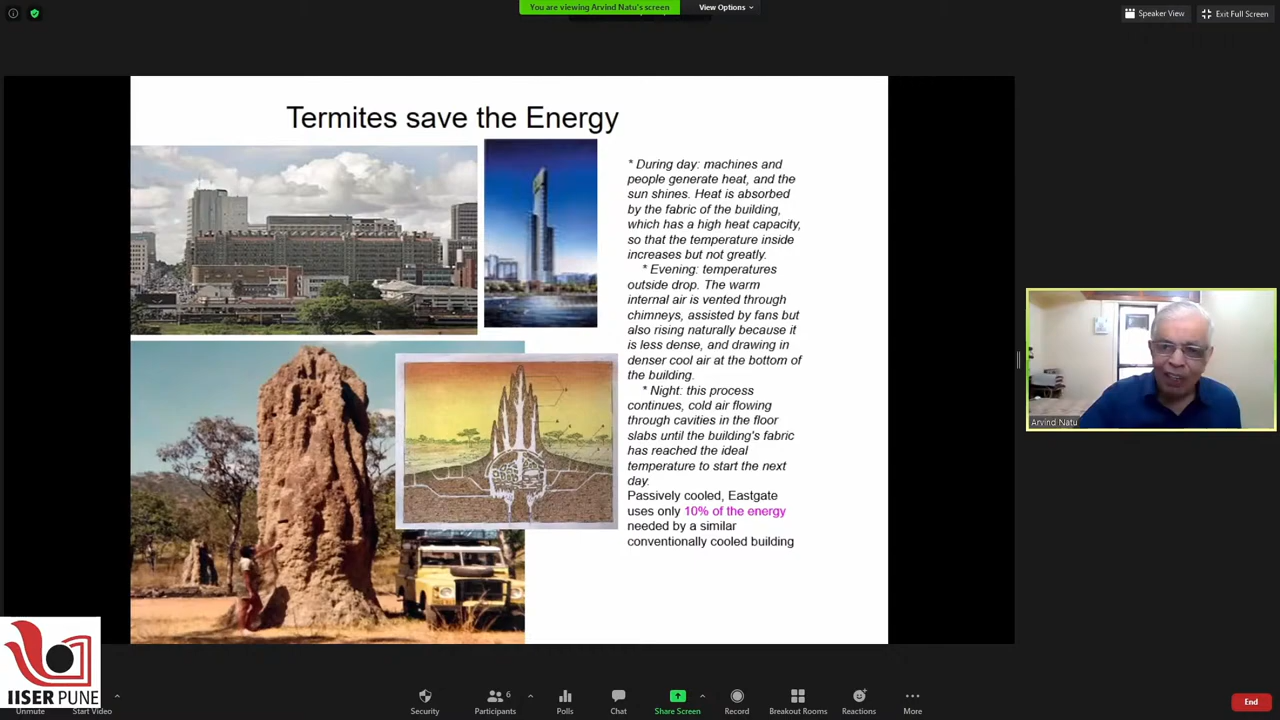 You are viewing Arvind Natu's screen
View Options
Speaker View
Exit Full Screen
Termites save the Energy
* During day: machines and
people generate heat, and the
sun shines. Heat is absorbed
by the fabric of the building,
which has a high heat capacity,
so that the temperature inside
increases but not greatly.
* Evening: temperatures
outside drop. The warm
internal air is vented through
chimneys, assisted by fans but
also rising naturally because it
is less dense, and drawing in
denser cool air at the bottom of
the building.
* Night: this process
continues, cold air flowing
through cavities in the floor
slabs until the building's fabric
has reached the ideal
temperature to start the next
day.
Passively cooled, Eastgate
uses only 10% of the energy
needed by a similar
conventionally cooled building
Arvind Natu
IISER PUNE
Unmute
Start Video
Security
Participants
6
Polls
Chat
Share Screen
Record
Breakout Rooms
Reactions
More
End